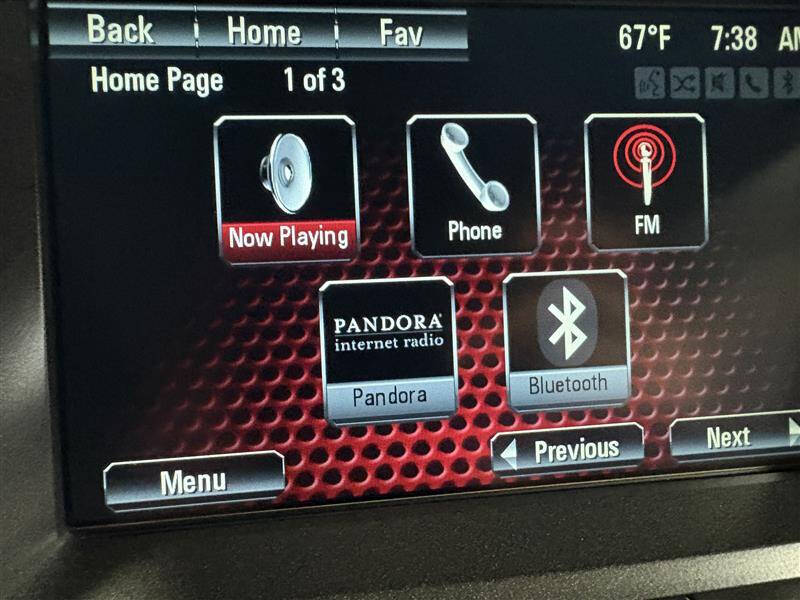 Back Home Fav 67°F 7:38 AM
Home Page 1 of 3
Now Playing
Phone
FM
PANDORA
internet radio
Pandora
Bluetooth
Menu
Previous
Next